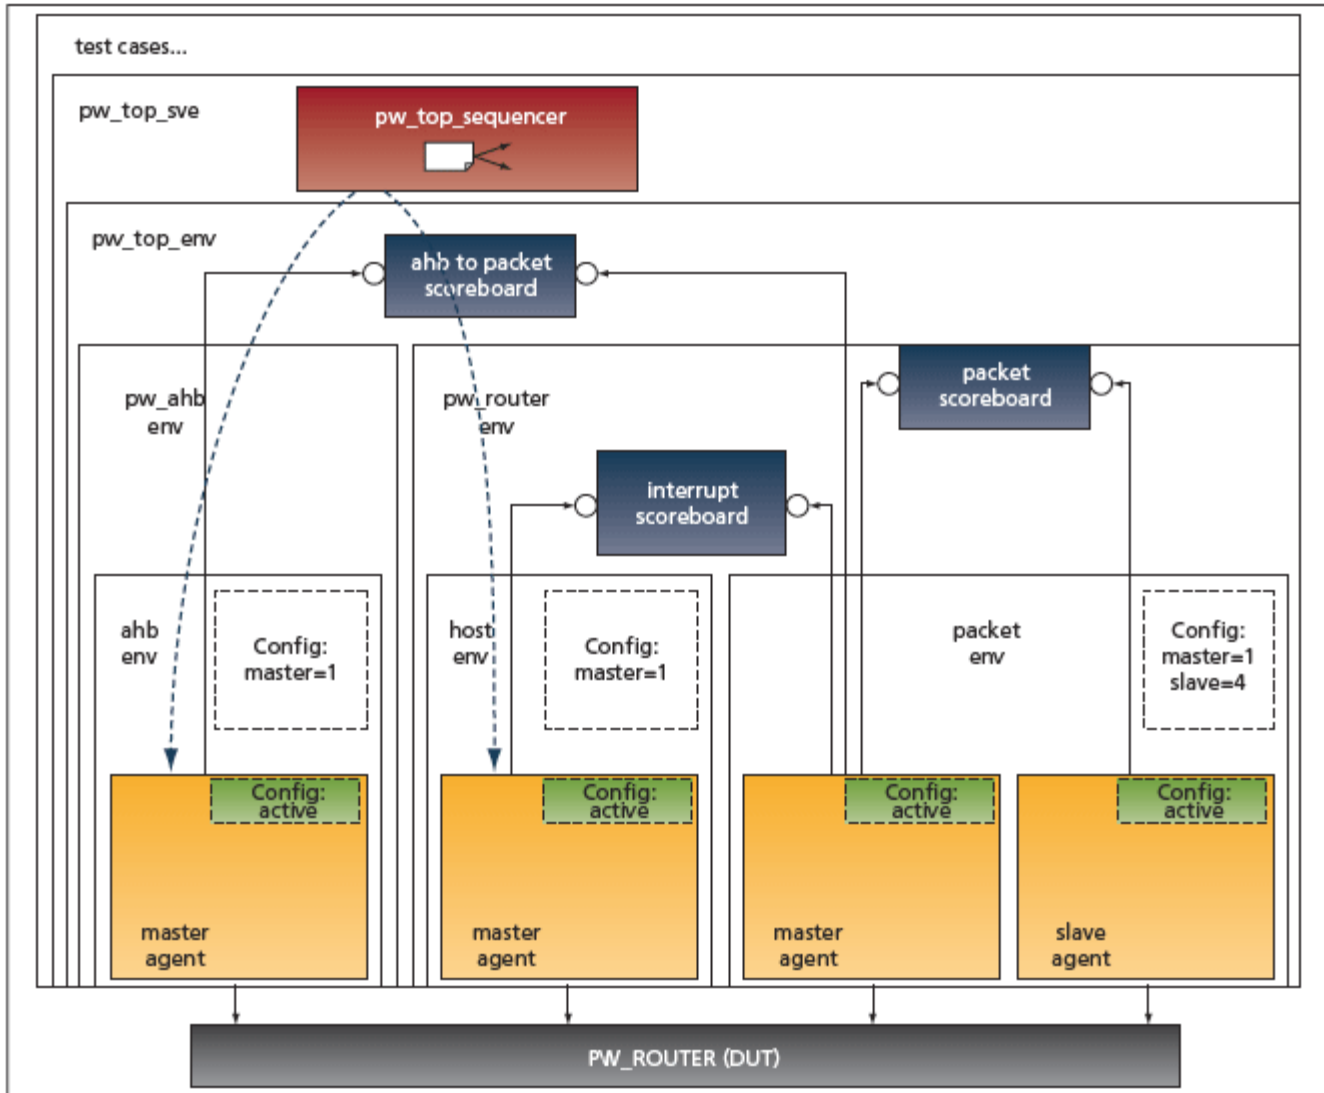 test cases...
pw_top_sve
pw_top_sequencer
pw_top_env
ahb to packet
scoreboard
pw_ahb
env
pw_router
env
packet
scoreboard
interrupt
scoreboard
ahb
env
Config:
master=1
host
env
Config:
master=1
packet
env
Config:
master=1
slave=4
Config:
active
master
agent
Config:
active
master
agent
Config:
active
master
agent
Config:
active
slave
agent
PW_ROUTER (DUT)